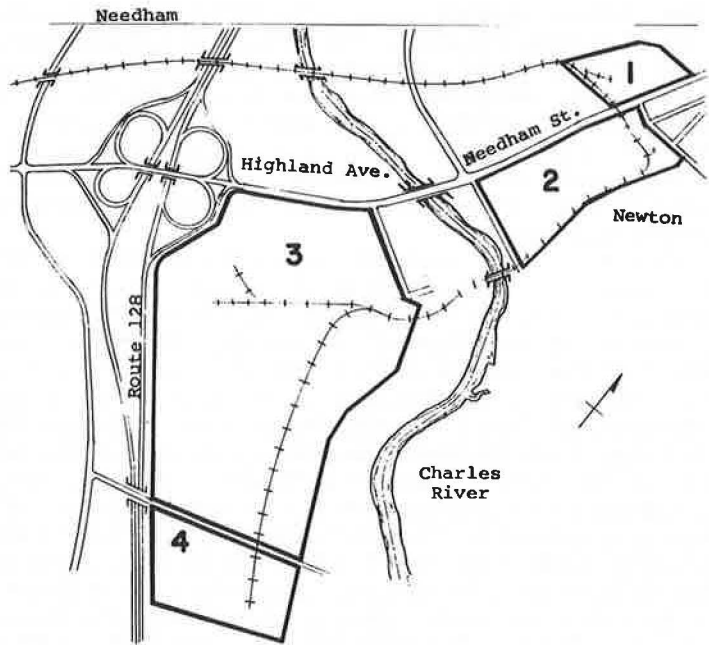 Needham
1
Needham St.
Highland Ave.
2
Newton
3
Route 128
Charles
River
4